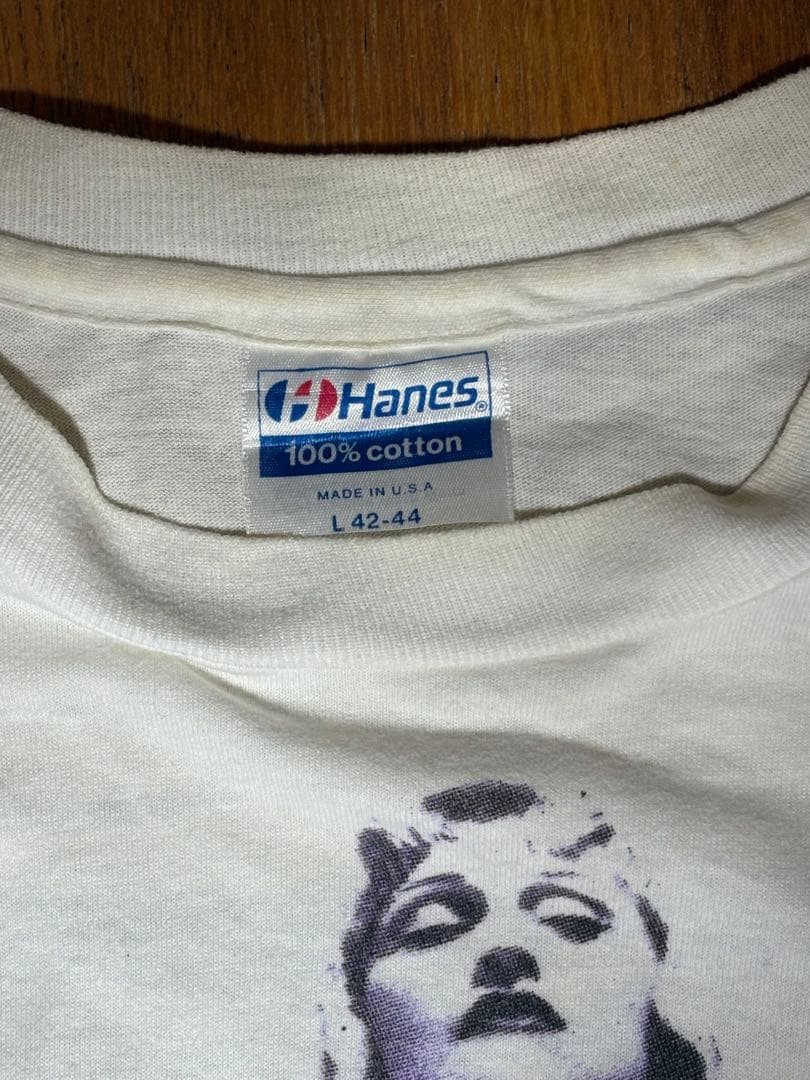 Hanes®
100% cotton
MADE IN U.S.A
L 42-44